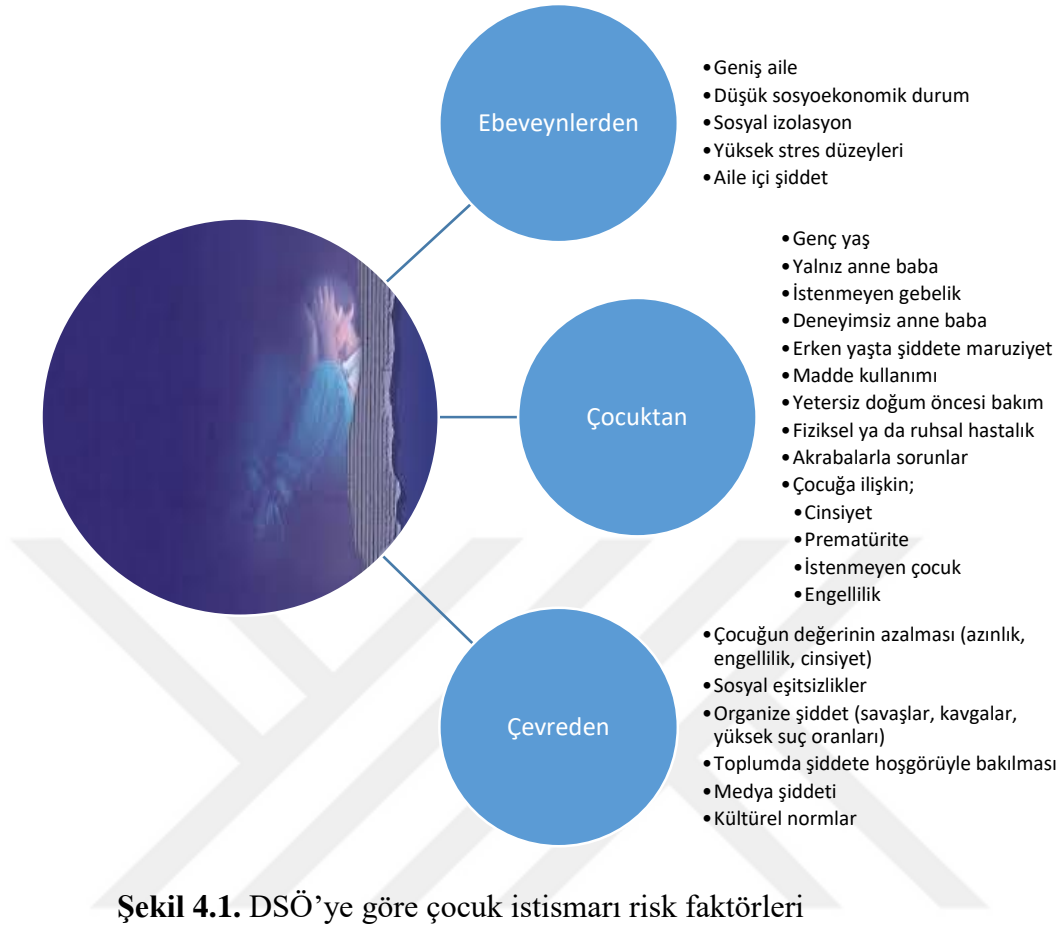 Ebeveynlerden
•Geniş aile
•Düşük sosyoekonomik durum
•Sosyal izolasyon
•Yüksek stres düzeyleri
•Aile içi şiddet
Çocuktan
•Genç yaş
•Yalnız anne baba
•İstenmeyen gebelik
•Deneyimsiz anne baba
•Erken yaşta şiddete maruziyet
•Madde kullanımı
•Yetersiz doğum öncesi bakım
•Fiziksel ya da ruhsal hastalık
•Akrabalarla sorunlar
•Çocuğa ilişkin;
•Cinsiyet
•Prematürite
•İstenmeyen çocuk
•Engellilik
Çevreden
•Çocuğun değerinin azalması (azınlık,
engellilik, cinsiyet)
•Sosyal eşitsizlikler
•Organize şiddet (savaşlar, kavgalar,
yüksek suç oranları)
•Toplumda şiddete hoşgörüyle bakılması
•Medya şiddeti
•Kültürel normlar
Şekil 4.1. DSÖ’ye göre çocuk istismarı risk faktörleri